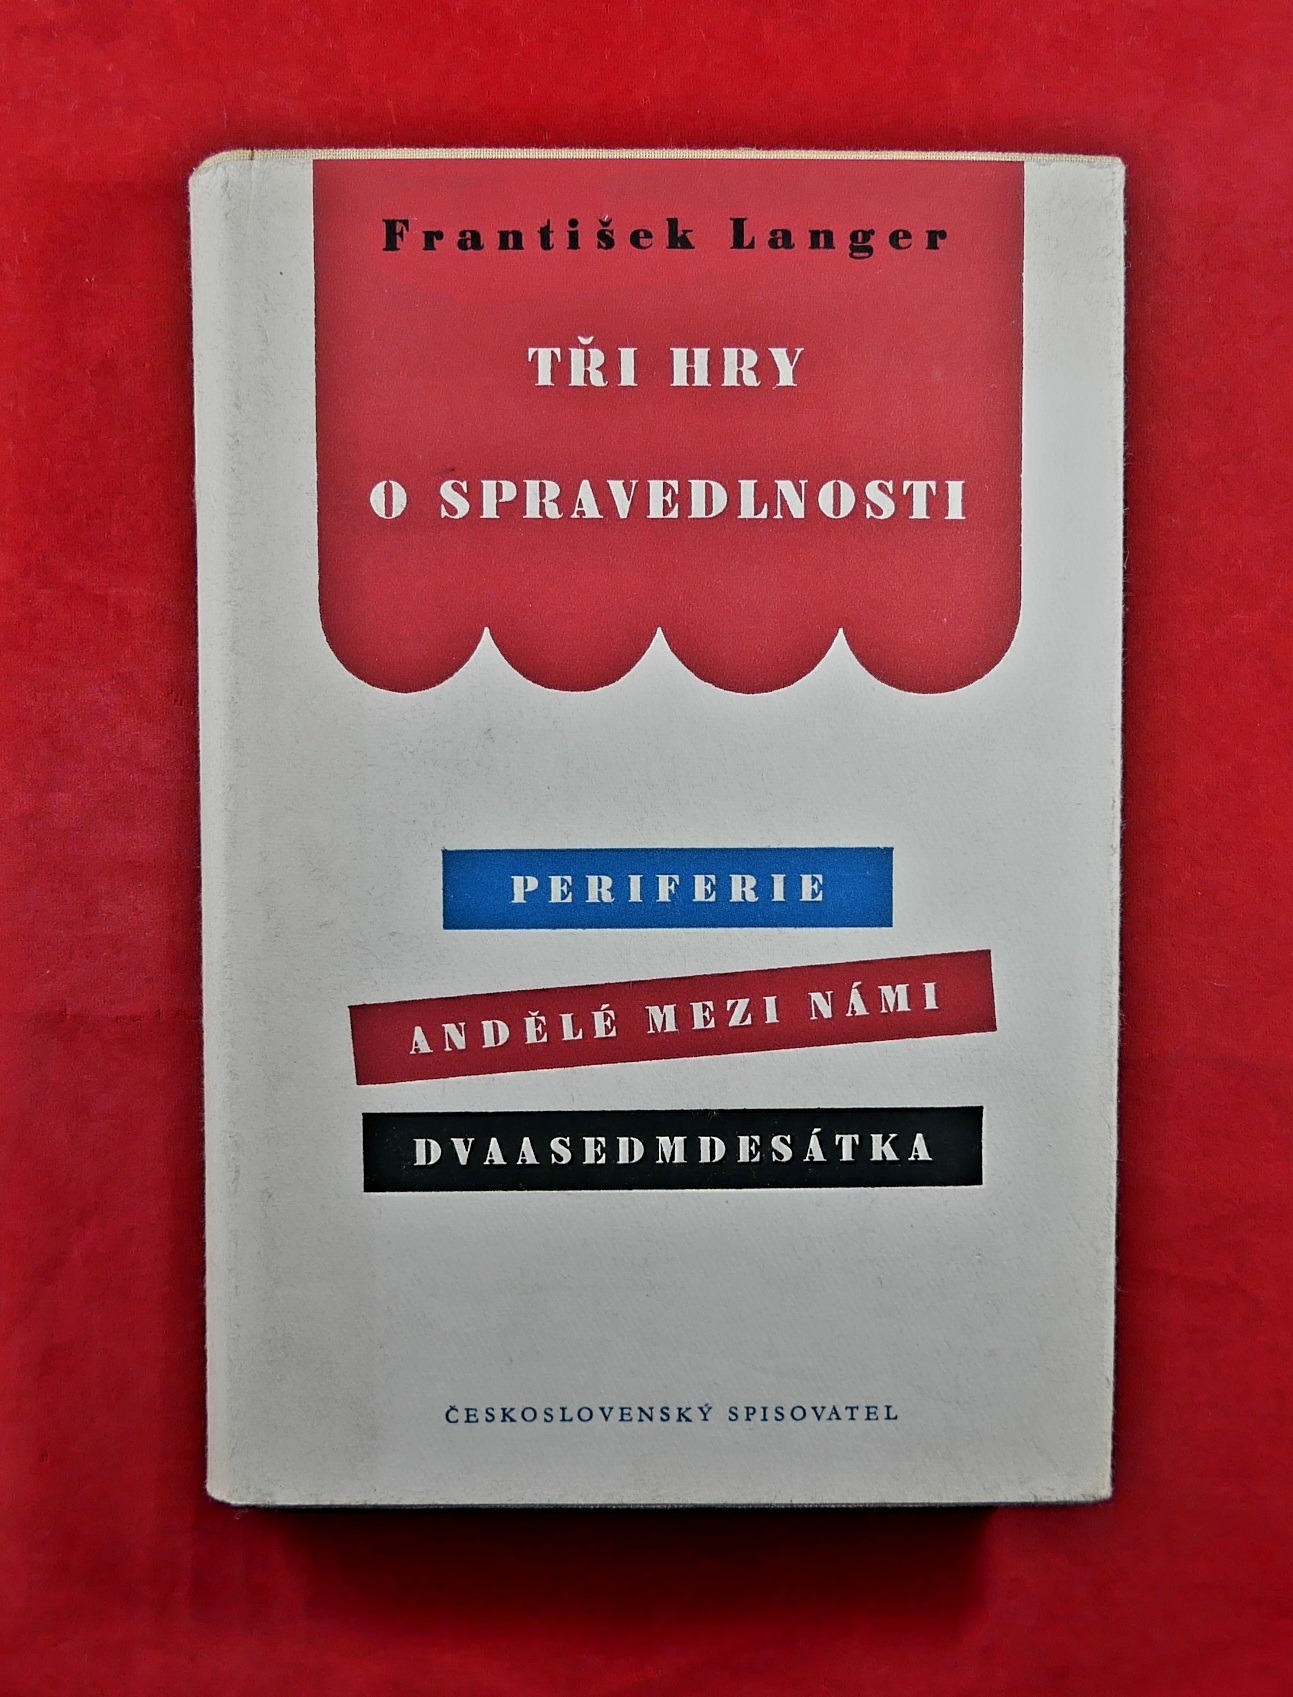 František Langer
TŘI HRY
O SPRAVEDLNOSTI
PERIFERIE
ANDĚLÉ MEZI NÁMI
DVAASEDMDESÁTKA
ČESKOSLOVENSKÝ SPISOVATEL